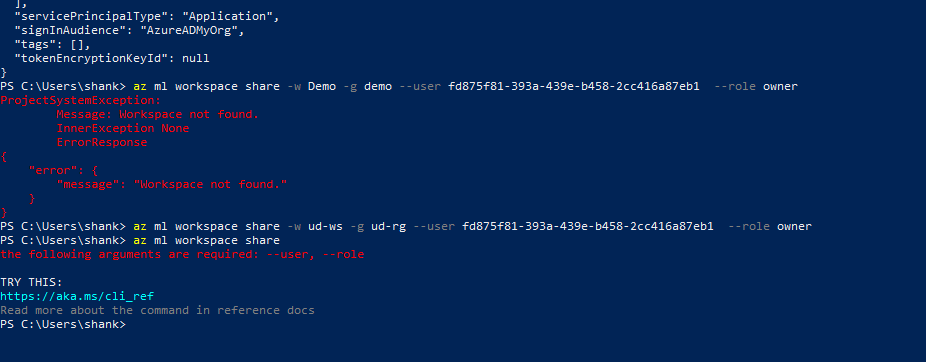 ],
"servicePrincipalType": "Application",
"signInAudience": "AzureADMyOrg",
"tags": [],
"tokenEncryptionKeyId": null
}
PS C:\Users\shank> az ml workspace share -w Demo -g demo --user fd875f81-393a-439e-b458-2cc416a87eb1 --role owner
ProjectSystemException:
Message: Workspace not found.
InnerException None
ErrorResponse
{
"error": {
"message": "Workspace not found."
}
}
PS C:\Users\shank> az ml workspace share -w ud-ws -g ud-rg --user fd875f81-393a-439e-b458-2cc416a87eb1 --role owner
PS C:\Users\shank> az ml workspace share
the following arguments are required: --user, --role
TRY THIS:
https://aka.ms/cli_ref
Read more about the command in reference docs
PS C:\Users\shank>